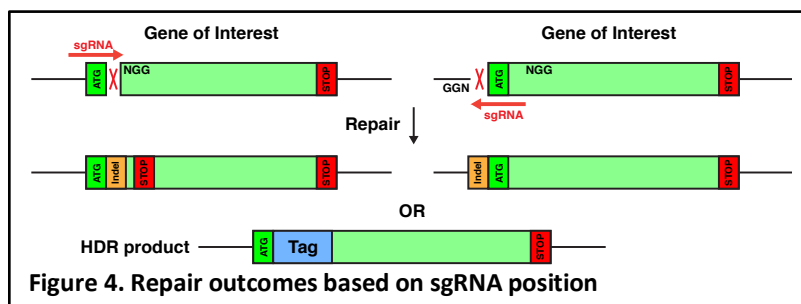 Gene of Interest
Gene of Interest
sgRNA
ATG
NGG
STOP
GGN
ATG
NGG
STOP
sgRNA
Repair
ATG
Indel
STOP
STOP
Indel
ATG
STOP
OR
HDR product
ATG
Tag
STOP
Figure 4. Repair outcomes based on sgRNA position